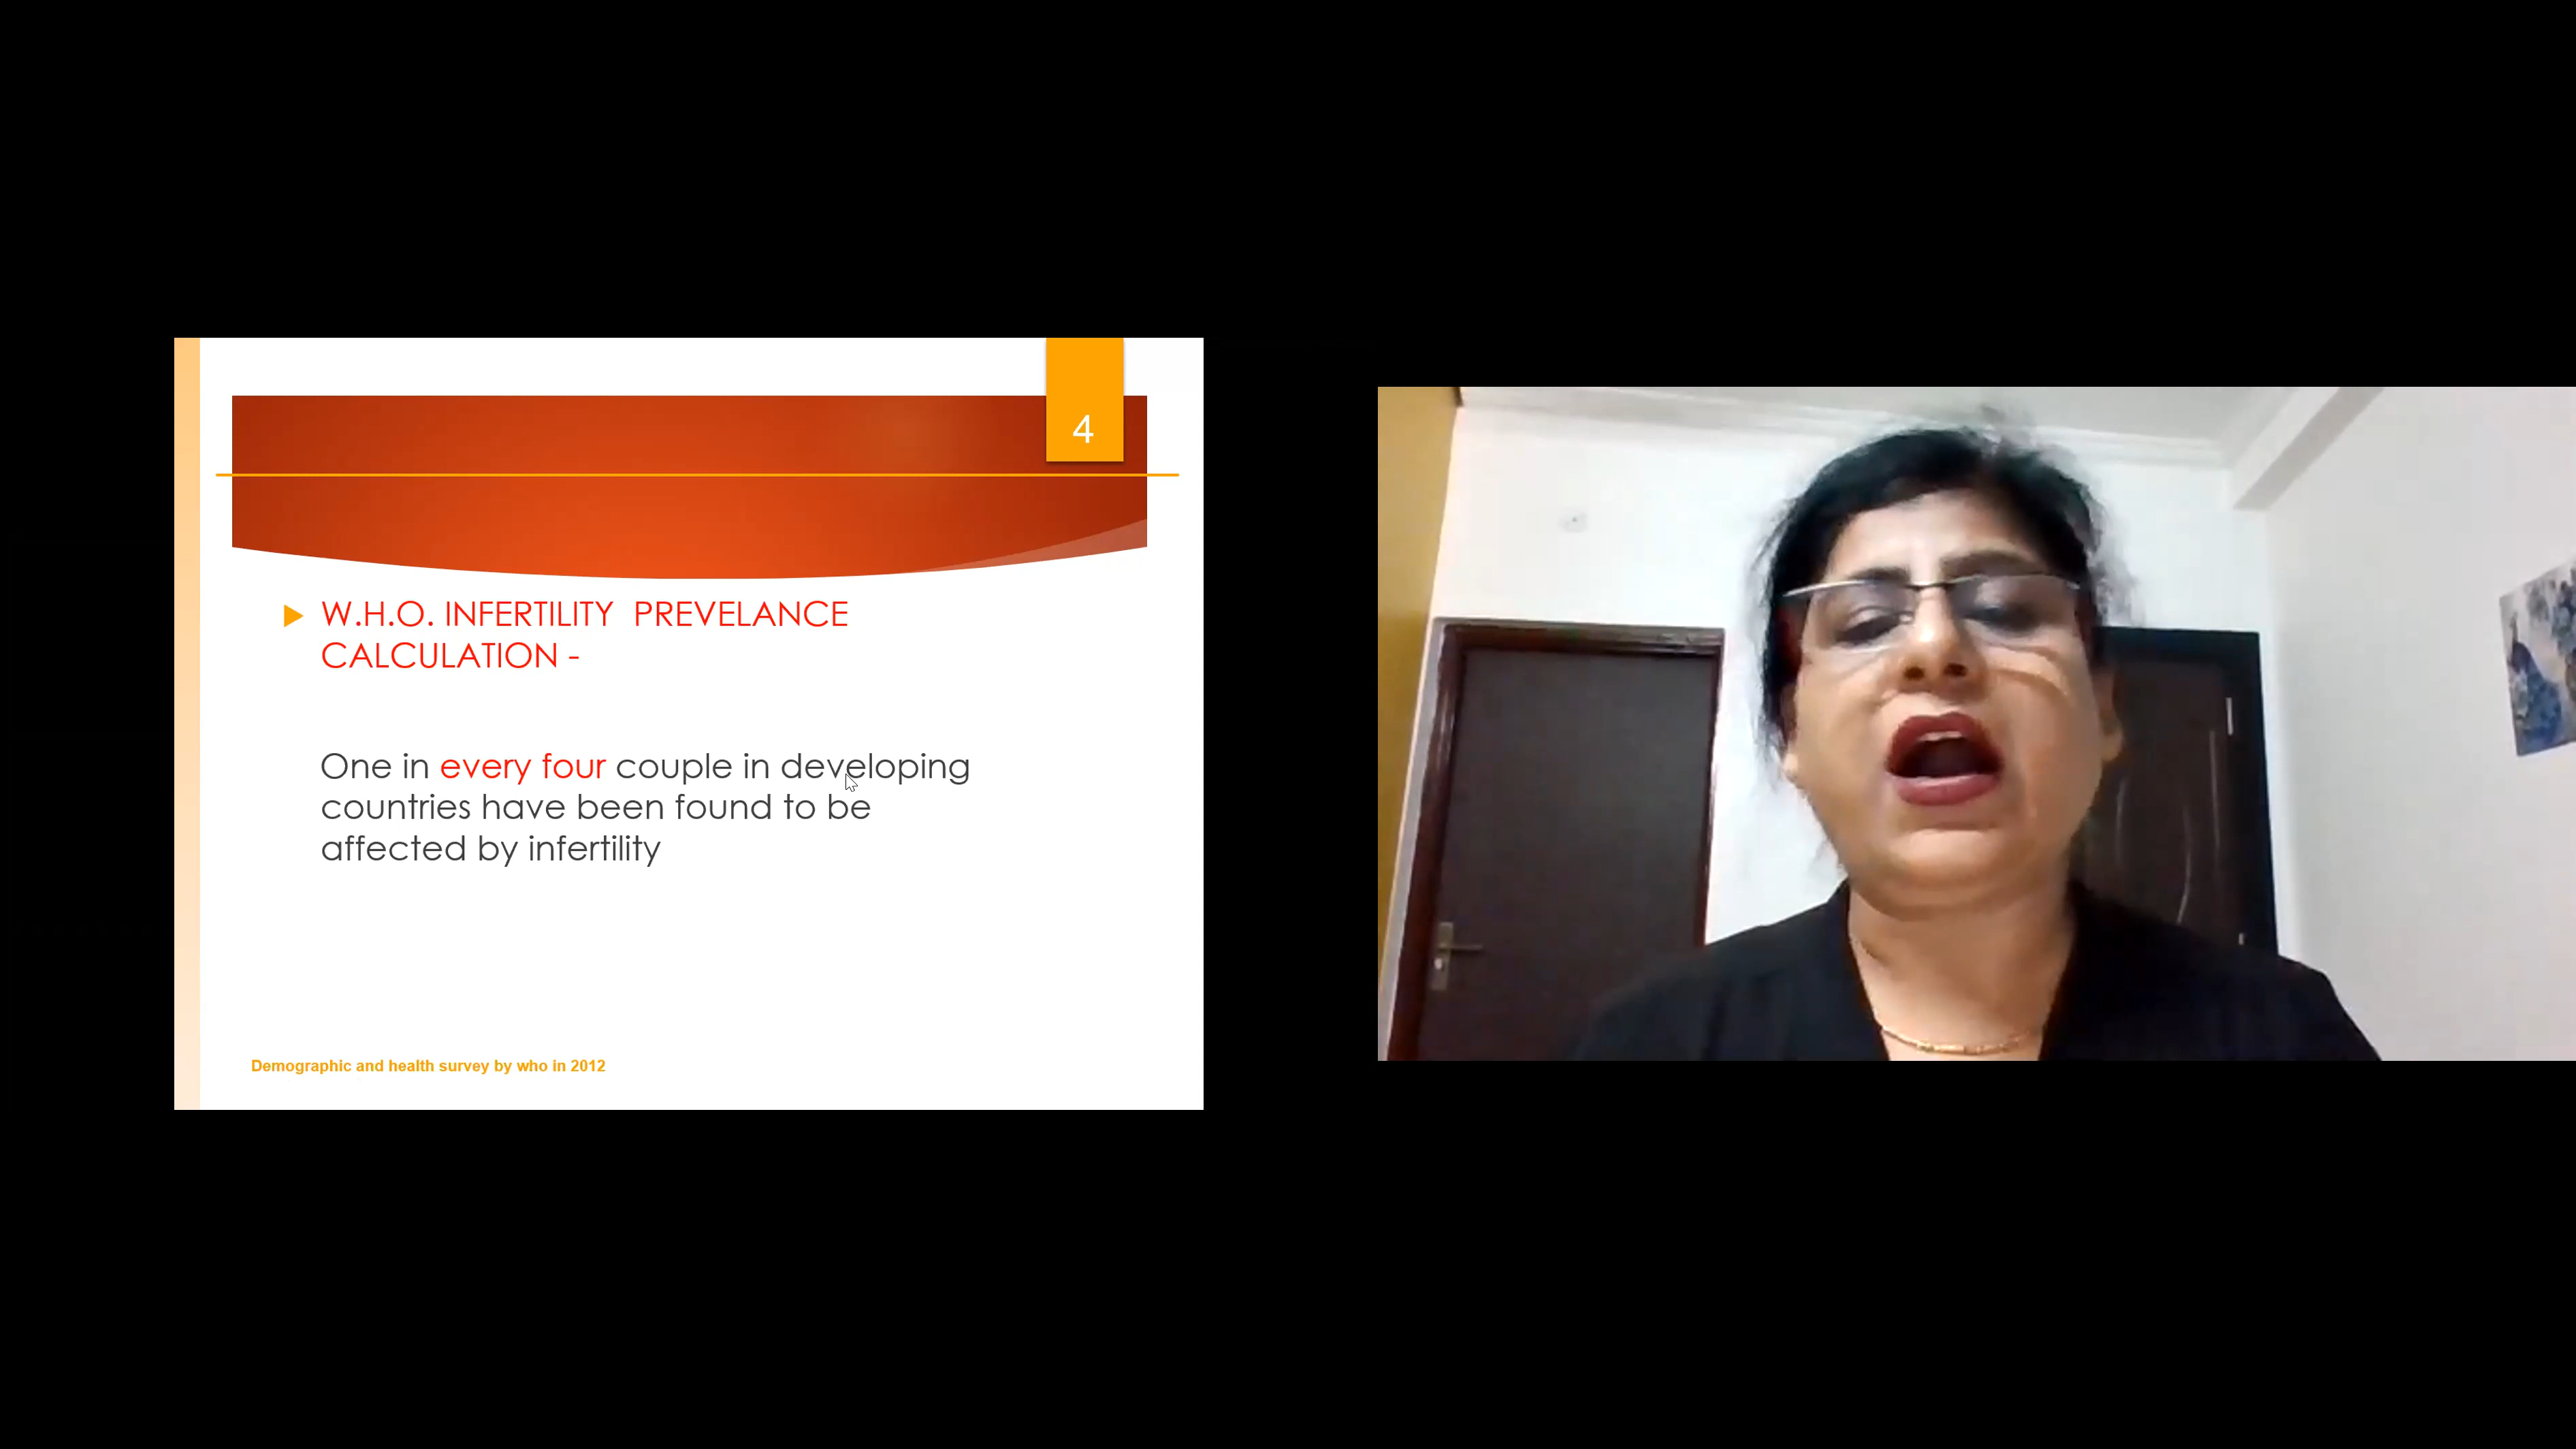 4
W.H.O. INFERTILITY PREVELANCE
CALCULATION -
One in every four couple in developing
countries have been found to be
affected by infertility
Demographic and health survey by who in 2012